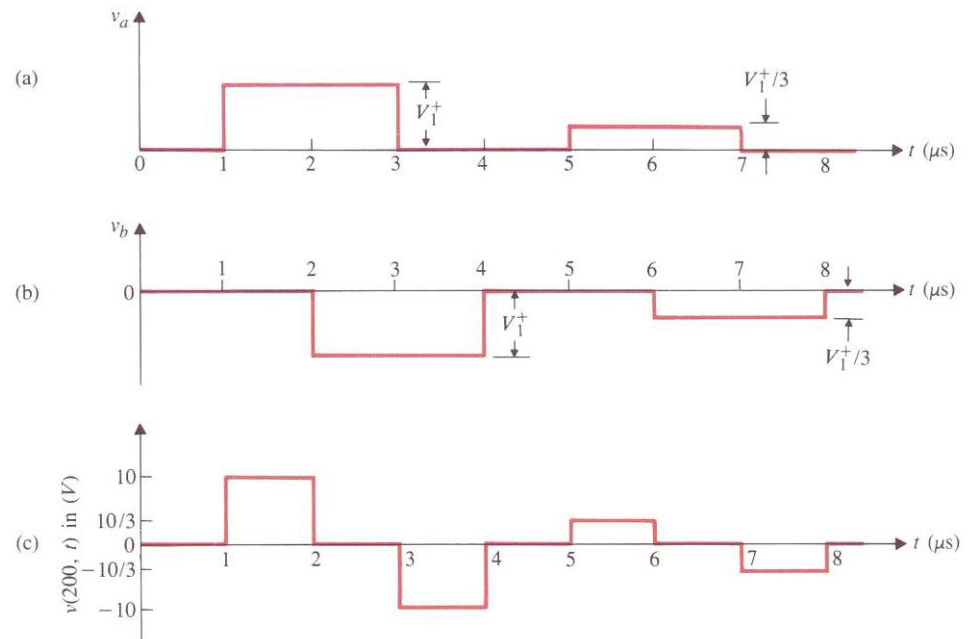 v_a
(a)
V_1^+
V_1^+/3
0 1 2 3 4 5 6 7 8 t (μs)
v_b
(b)
1 2 3 4 5 6 7 8
0 t (μs)
V_1^+
V_1^+/3
(c)
v(200, t) in (V)
10
10/3
0
−10/3
−10
1 2 3 4 5 6 7 8 t (μs)